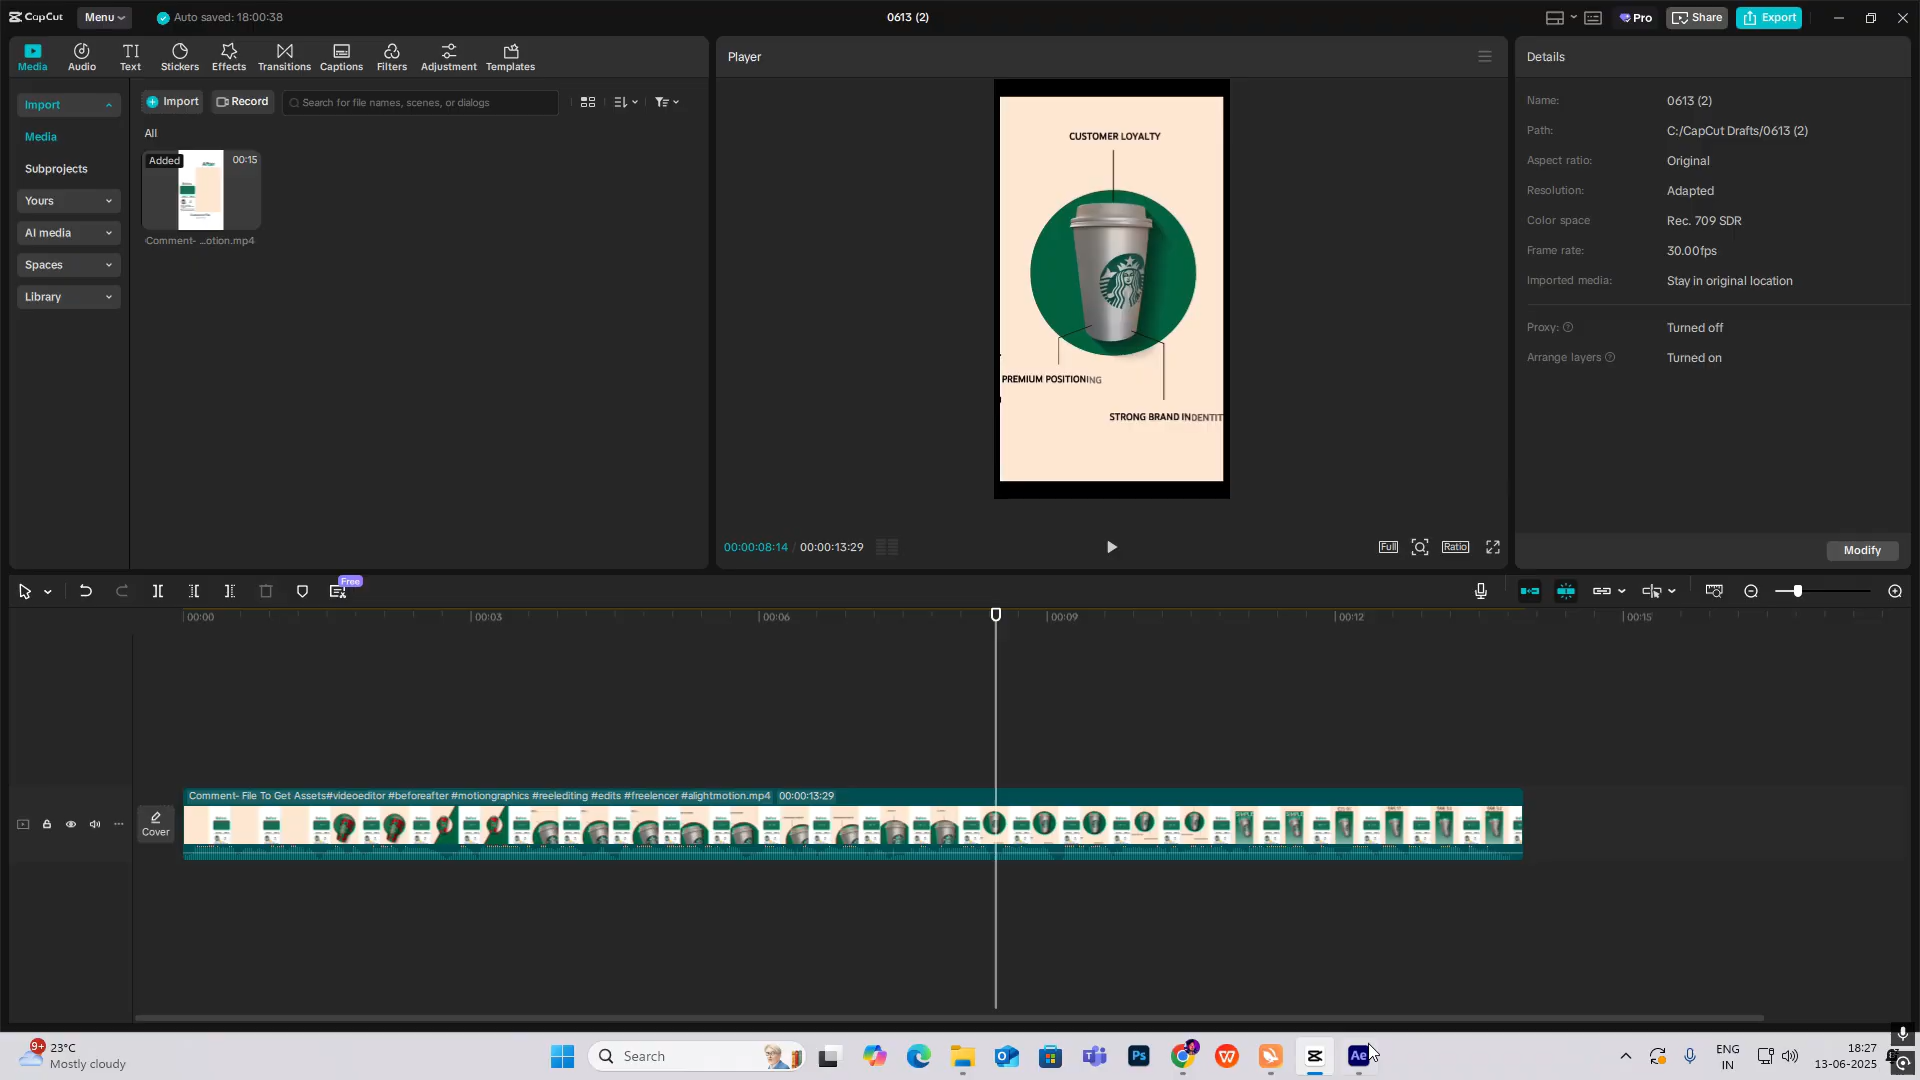 CapCut
Menu
Auto saved: 18:00:38
0613 (2)
Pro
Share
Export
Media
Audio
Text
Stickers
Effects
Transitions
Captions
Filters
Adjustment
Templates
Import
Media
Subprojects
Yours
AI media
Spaces
Library
Import
Record
Search for file names, scenes, or dialogs
All
Added
00:15
After
Comment- ...otion.mp4
Player
CUSTOMER LOYALTY
PREMIUM POSITIONING
STRONG BRAND INDENTIT
00:00:08:14 / 00:00:13:29
Full
Ratio
Details
Name: 0613 (2)
Path: C:/CapCut Drafts/0613 (2)
Aspect ratio: Original
Resolution: Adapted
Color space Rec. 709 SDR
Frame rate: 30.00fps
Imported media: Stay in original location
Proxy: Turned off
Arrange layers Turned on
Modify
Free
00:00
00:03
00:06
00:09
00:12
00:15
Cover
Comment- File To Get Assets#videoeditor #beforeafter #motiongraphics #reelediting #edits #freelencer #alightmotion.mp4 00:00:13:29
9+
23°C
Mostly cloudy
Search
Ps
Ae
ENG
IN
18:27
13-06-2025